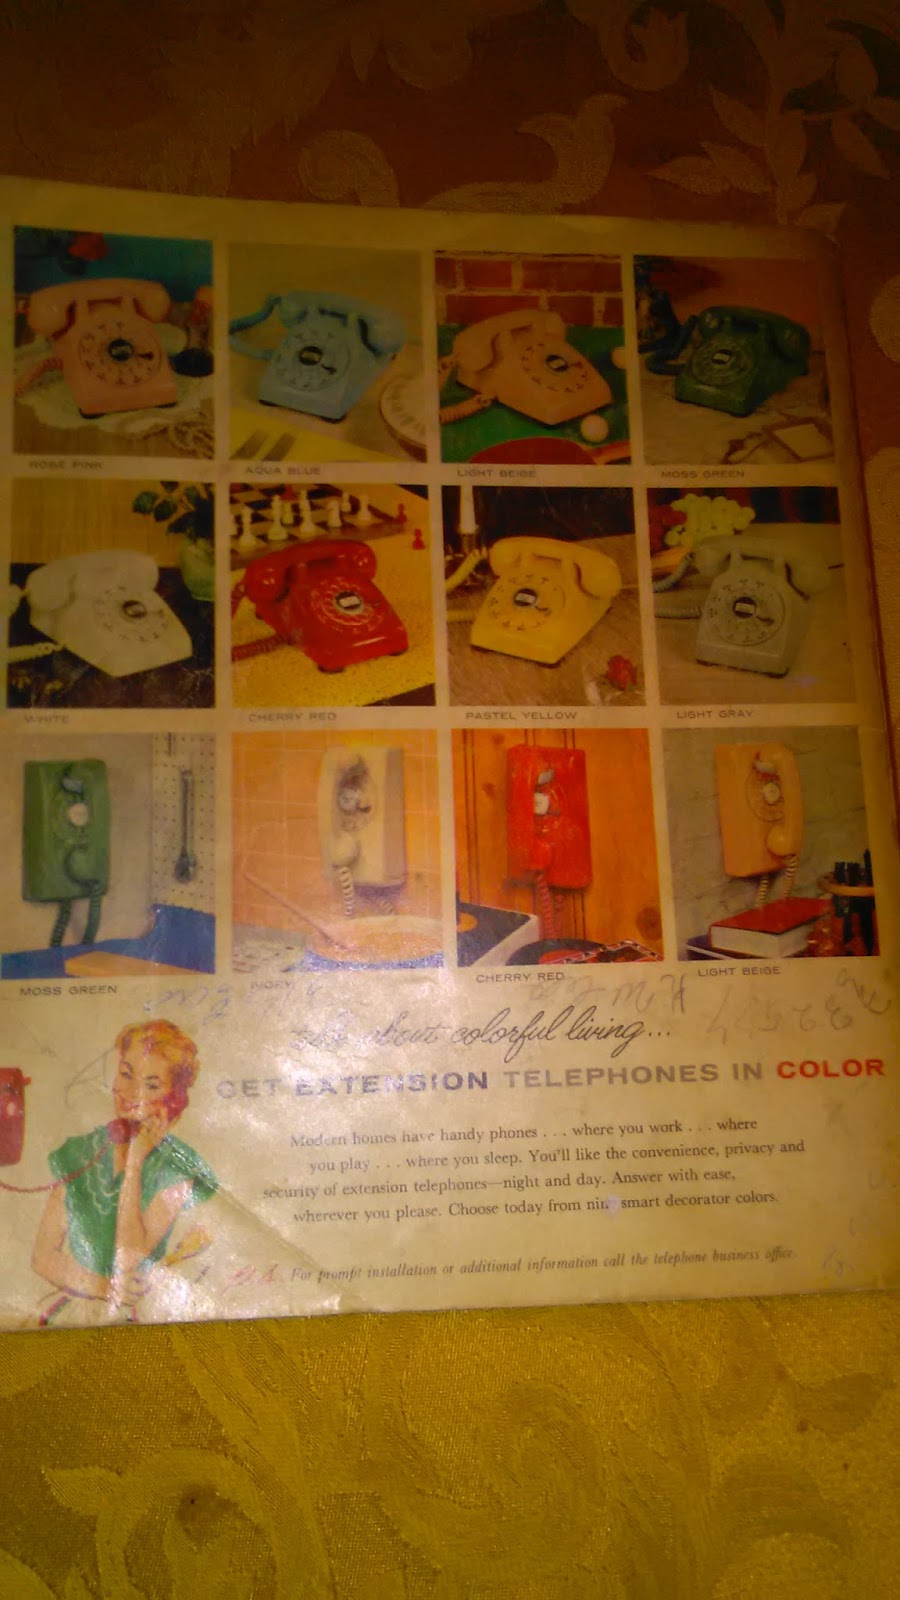 ROSE PINK
AQUA BLUE
LIGHT BEIGE
MOSS GREEN
WHITE
CHERRY RED
PASTEL YELLOW
LIGHT GRAY
MOSS GREEN
IVORY
CHERRY RED
LIGHT BEIGE
about colorful living...
GET EXTENSION TELEPHONES IN COLOR
Modern homes have handy phones . . . where you work . . . where
you play . . . where you sleep. You'll like the convenience, privacy and
security of extension telephones—night and day. Answer with ease,
wherever you please. Choose today from nine smart decorator colors.
For prompt installation or additional information call the telephone business office.